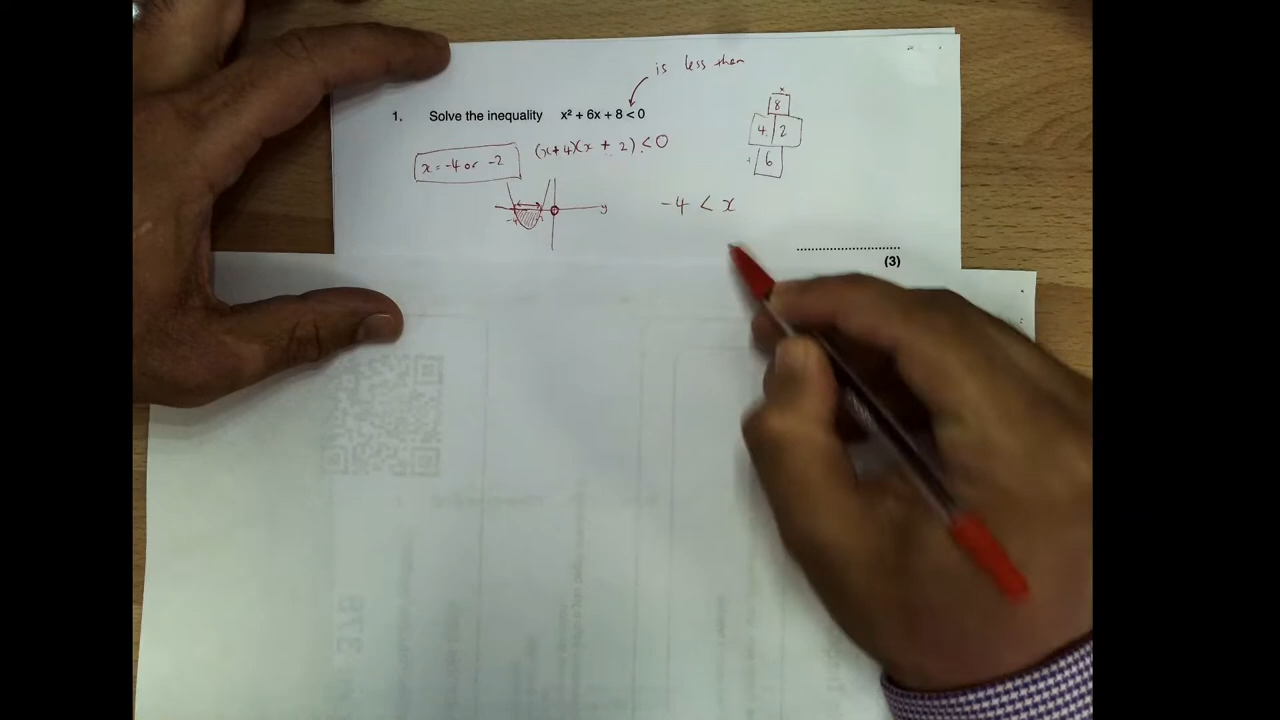 is less than
1. Solve the inequality x² + 6x + 8 < 0
x
8
4 2
+ 6
(x+4)(x + 2) < 0
x = -4 or -2
y
-4 < x
(3)